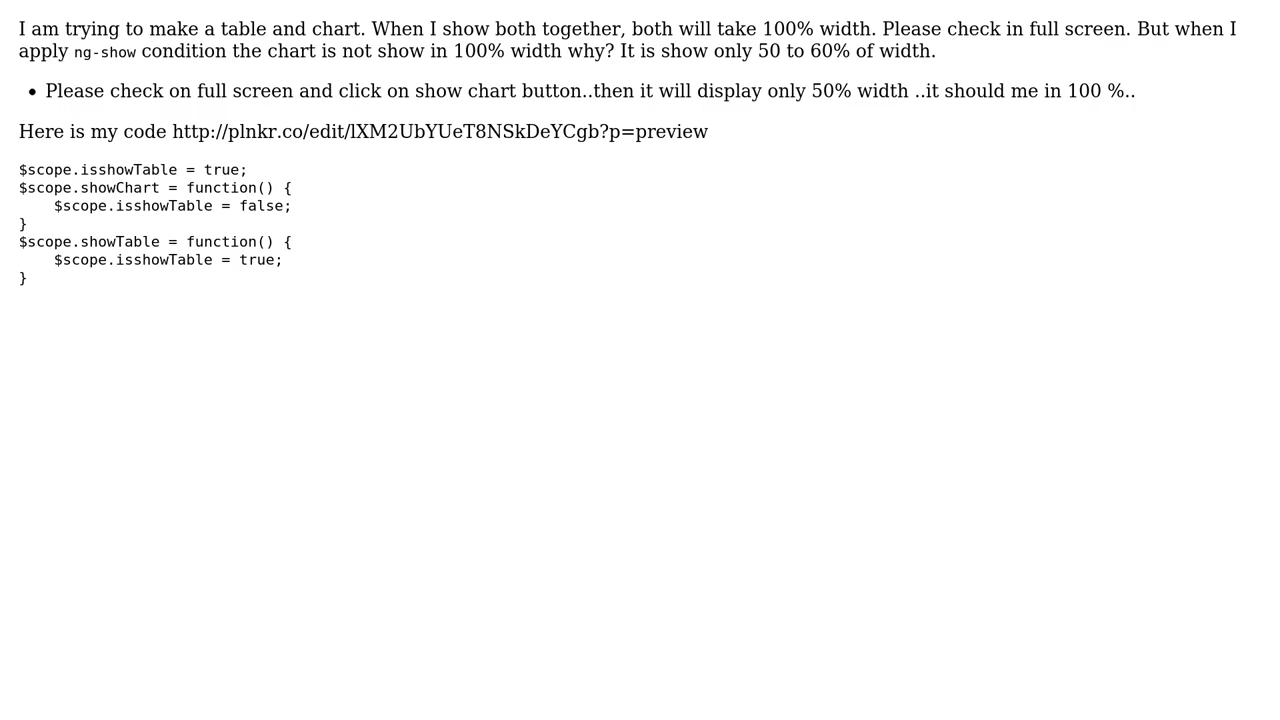 I am trying to make a table and chart. When I show both together, both will take 100% width. Please check in full screen. But when I
apply ng-show condition the chart is not show in 100% width why? It is show only 50 to 60% of width.
• Please check on full screen and click on show chart button..then it will display only 50% width ..it should me in 100 %..
Here is my code http://plnkr.co/edit/lXM2UbYUeT8NSkDeYCgb?p=preview
$scope.isshowTable = true;
$scope.showChart = function() {
    $scope.isshowTable = false;
}
$scope.showTable = function() {
    $scope.isshowTable = true;
}